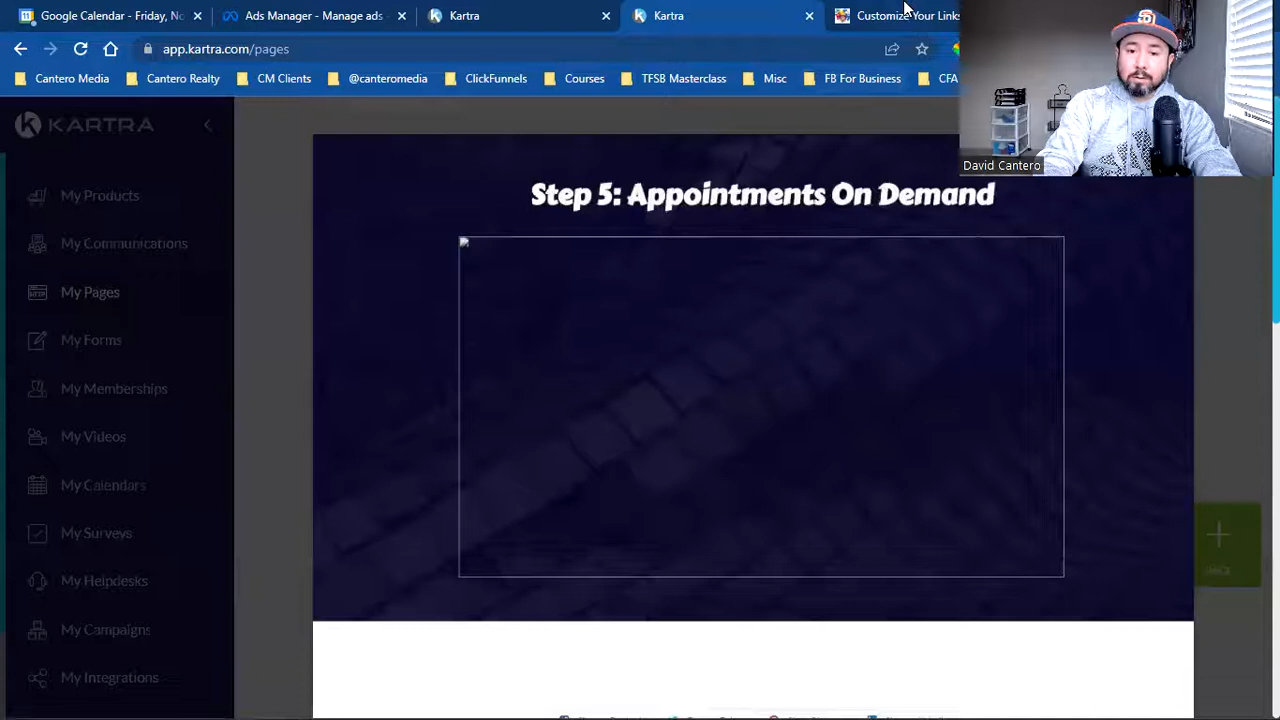 Google Calendar - Friday, No
Ads Manager - Manage ads -
Kartra
Kartra
Customize Your Links
app.kartra.com/pages
Cantero Media
Cantero Realty
CM Clients
@canteromedia
ClickFunnels
Courses
TFSB Masterclass
Misc
FB For Business
CFA
David Cantero
KARTRA
My Products
My Communications
My Pages
My Forms
My Memberships
My Videos
My Calendars
My Surveys
My Helpdesks
My Campaigns
My Integrations
Step 5: Appointments On Demand